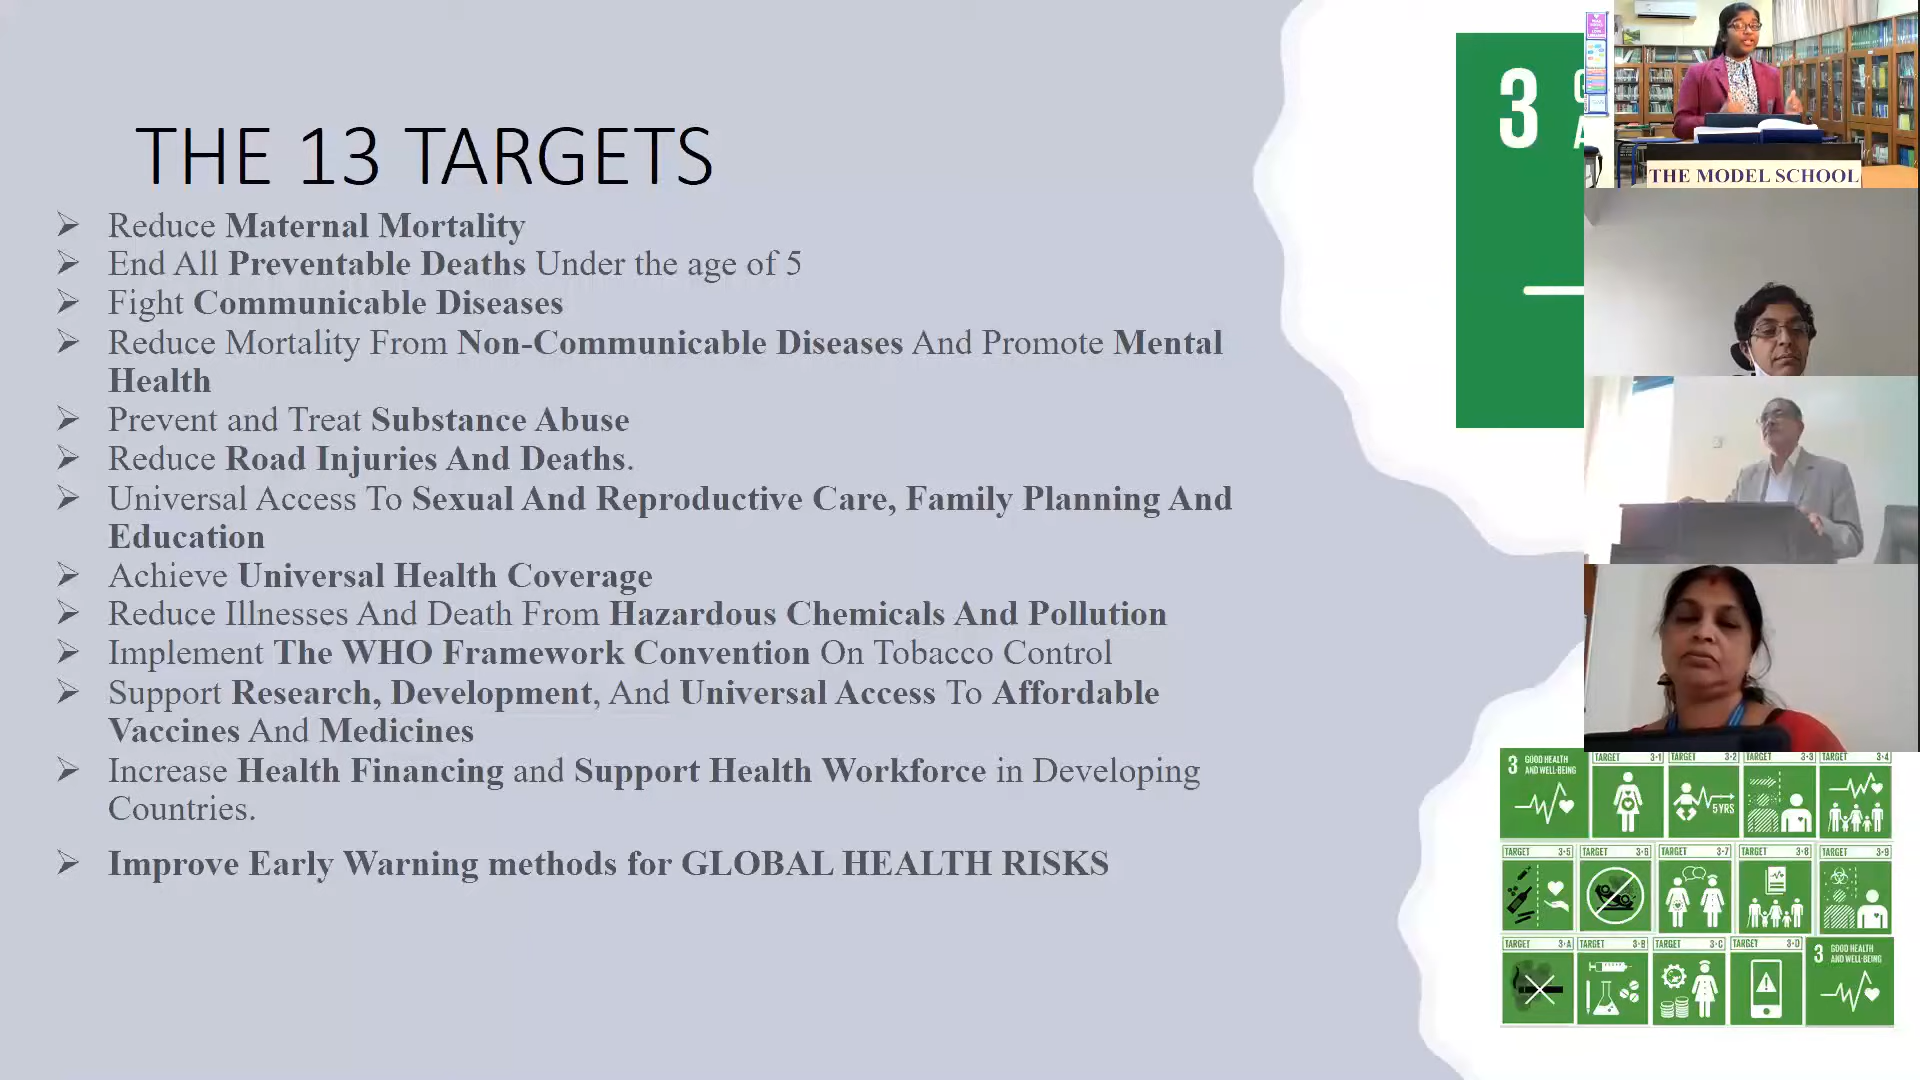 THE 13 TARGETS
Reduce Maternal Mortality
End All Preventable Deaths Under the age of 5
Fight Communicable Diseases
Reduce Mortality From Non-Communicable Diseases And Promote Mental
Health
Prevent and Treat Substance Abuse
Reduce Road Injuries And Deaths.
Universal Access To Sexual And Reproductive Care, Family Planning And
Education
Achieve Universal Health Coverage
Reduce Illnesses And Death From Hazardous Chemicals And Pollution
Implement The WHO Framework Convention On Tobacco Control
Support Research, Development, And Universal Access To Affordable
Vaccines And Medicines
Increase Health Financing and Support Health Workforce in Developing
Countries.
Improve Early Warning methods for GLOBAL HEALTH RISKS
3
THE MODEL SCHOOL
3 GOOD HEALTH
AND WELL-BEING
TARGET 3·1
TARGET 3·2
5 YRS
TARGET 3·3
TARGET 3·4
TARGET 3·5
TARGET 3·6
TARGET 3·7
TARGET 3·8
TARGET 3·9
TARGET 3·A
TARGET 3·B
TARGET 3·C
TARGET 3·D
3 GOOD HEALTH
AND WELL-BEING